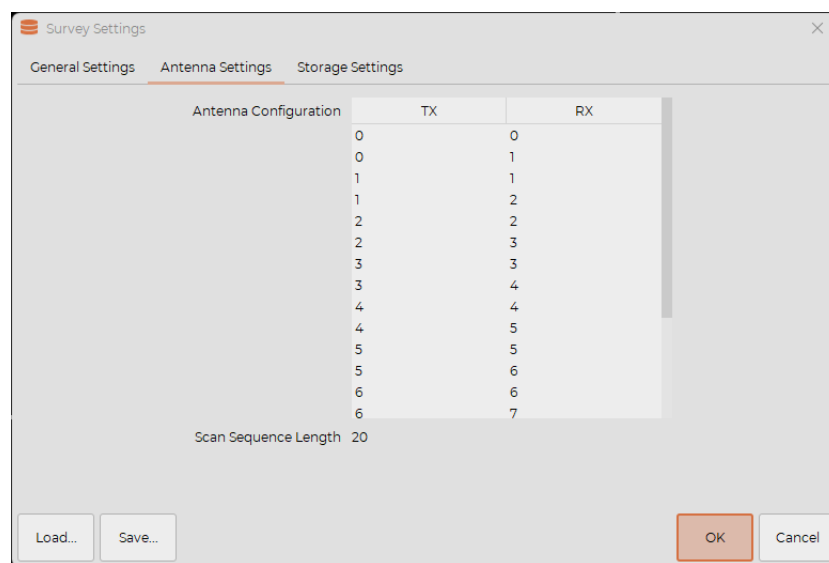 Survey Settings
General Settings Antenna Settings Storage Settings
Antenna Configuration TX RX
0 0
0 1
1 1
1 2
2 2
2 3
3 3
3 4
4 4
4 5
5 5
5 6
6 6
6 7
Scan Sequence Length 20
Load... Save... OK Cancel